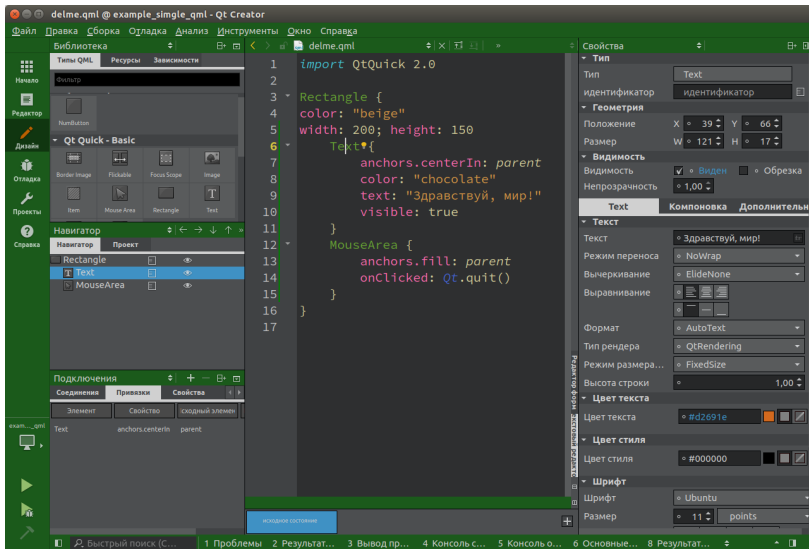 delme.qml @ example_simgle_qml - Qt Creator
Файл Правка Сборка Отладка Анализ Инструменты Окно Справка
Начало
Редактор
Дизайн
Отладка
Проекты
Справка
exam..._qml
Библиотека
Типы QML Ресурсы Зависимости
Фильтр
NumButton
Qt Quick - Basic
Border Image Flickable Focus Scope Image
Item Mouse Area Rectangle Text
Навигатор
Навигатор Проект
Rectangle
Text
MouseArea
Подключения
Соединения Привязки Свойства
Элемент Свойство сходный элемен
Text anchors.centerIn parent
delme.qml
1 import QtQuick 2.0
2
3 Rectangle {
4 color: "beige"
5 width: 200; height: 150
6 Text {
7 anchors.centerIn: parent
8 color: "chocolate"
9 text: "Здравствуй, мир!"
10 visible: true
11 }
12 MouseArea {
13 anchors.fill: parent
14 onClicked: Qt.quit()
15 }
16 }
17
Редактор форм
исходное состояние
Свойства
Тип
Тип Text
идентификатор идентификатор
Геометрия
Положение X 39 Y 66
Размер W 121 H 17
Видимость
Видимость Виден Обрезка
Непрозрачность 1,00
Text Компоновка Дополнительн
Текст
Текст Здравствуй, мир!
Режим переноса NoWrap
Вычеркивание ElideNone
Выравнивание
Формат AutoText
Тип рендера QtRendering
Режим размера... FixedSize
Высота строки 1,00
Цвет текста
Цвет текста #d2691e
Цвет стиля
Цвет стиля #000000
Шрифт
Шрифт Ubuntu
Размер 11 points
Быстрый поиск (C... 1 Проблемы 2 Результат... 3 Вывод пр... 4 Консоль с... 5 Консоль о... 6 Основные... 8 Результат...